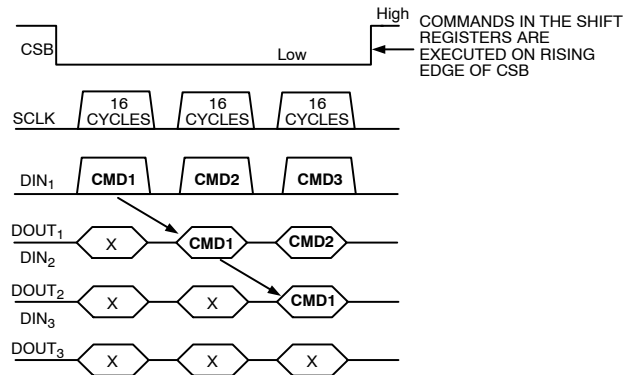 High
COMMANDS IN THE SHIFT
REGISTERS ARE
EXECUTED ON RISING
EDGE OF CSB
CSB
Low
SCLK
16
CYCLES
16
CYCLES
16
CYCLES
DIN1
CMD1
CMD2
CMD3
DOUT1
DIN2
X
CMD1
CMD2
DOUT2
DIN3
X
X
CMD1
DOUT3
X
X
X